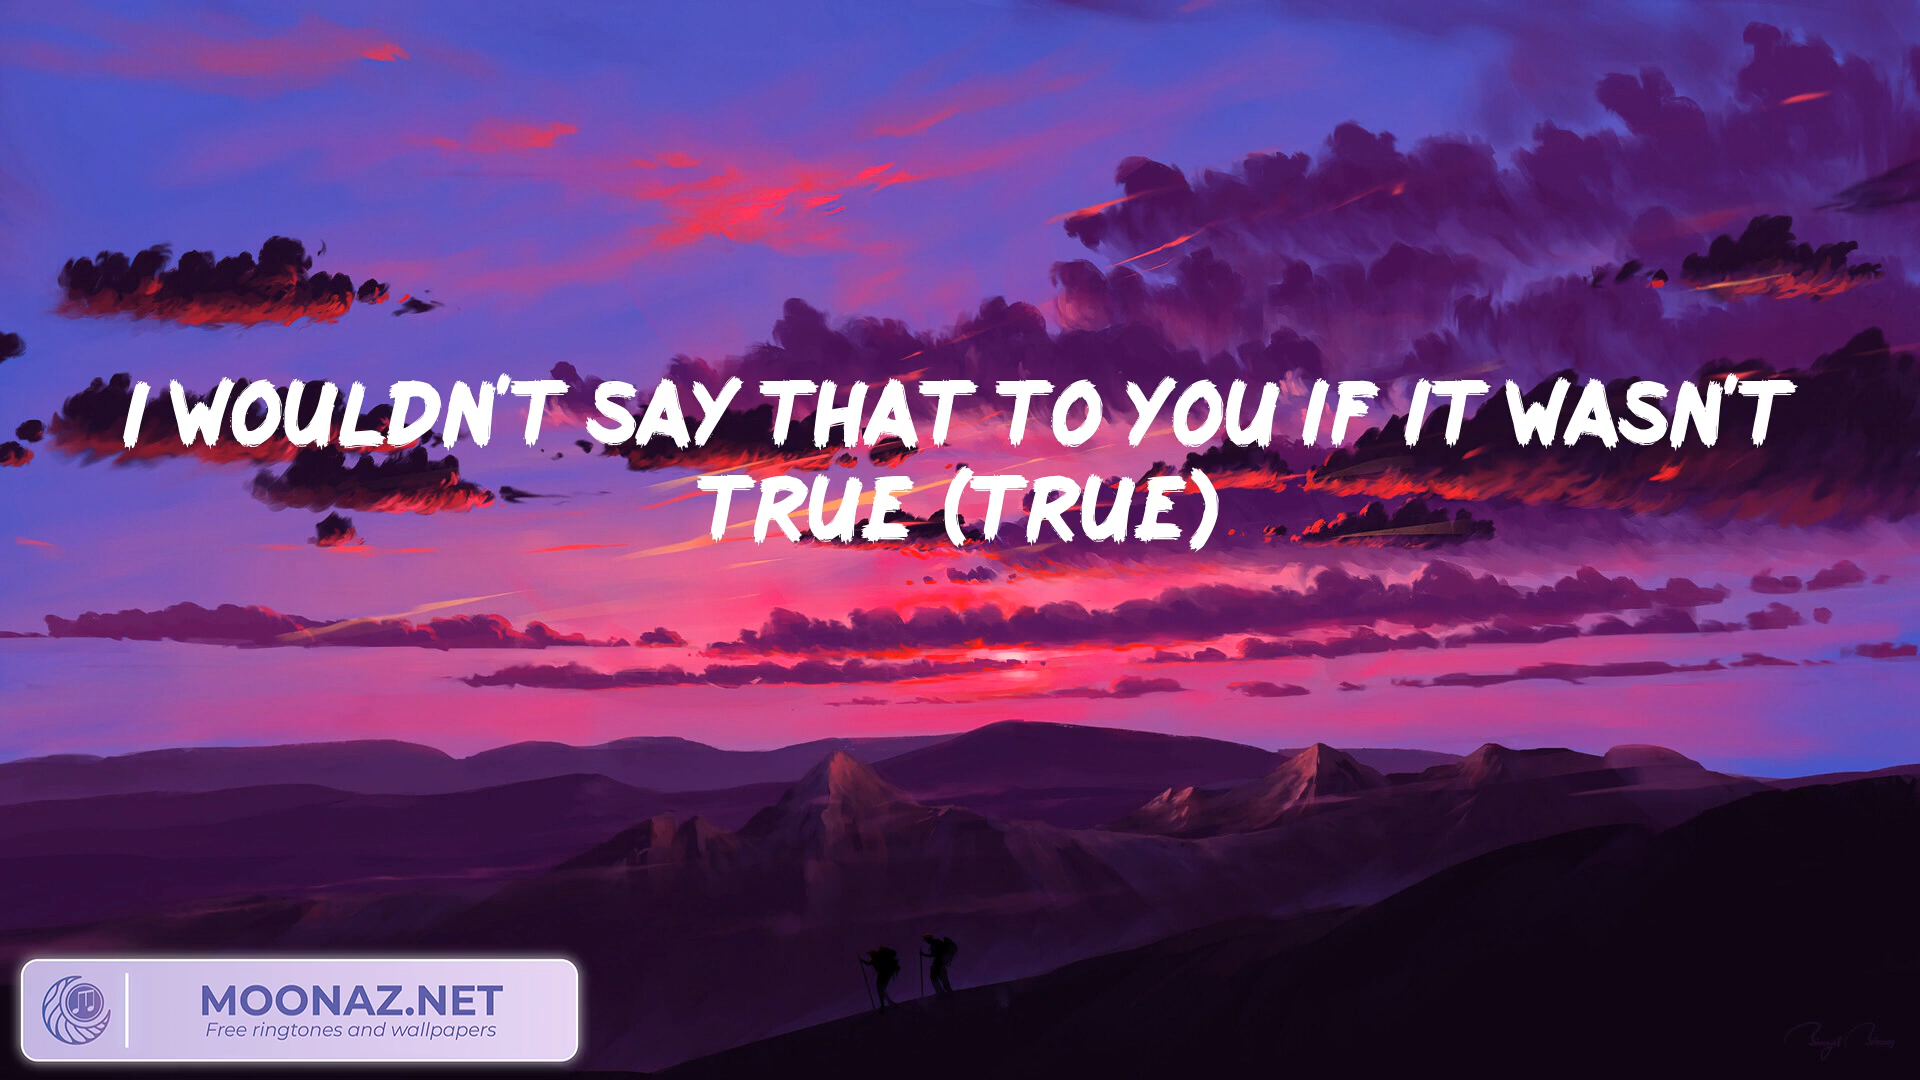 I WOULDN'T SAY THAT TO YOU IF IT WASN'T
TRUE (TRUE)
MOONAZ.NET
Free ringtones and wallpapers